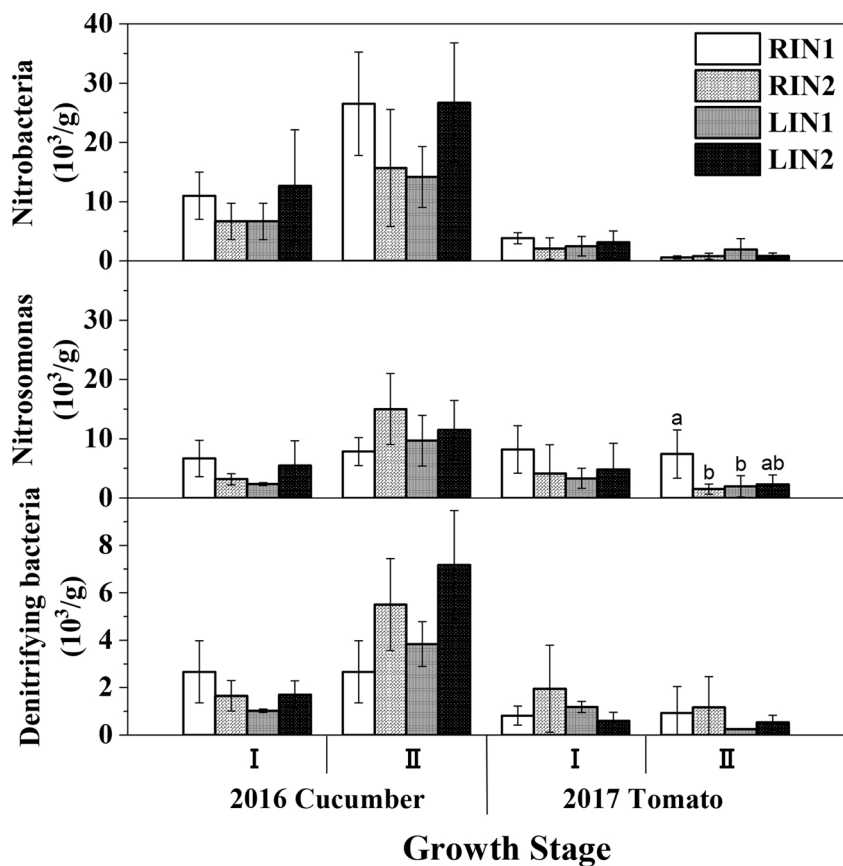 Nitrobacteria
(10³/g)
40
30
20
10
0
RIN1
RIN2
LIN1
LIN2
Nitrosomonas
(10³/g)
30
20
10
0
a
b
b
ab
Denitrifying bacteria
(10³/g)
8
6
4
2
0
Ⅰ Ⅱ Ⅰ Ⅱ
2016 Cucumber 2017 Tomato
Growth Stage